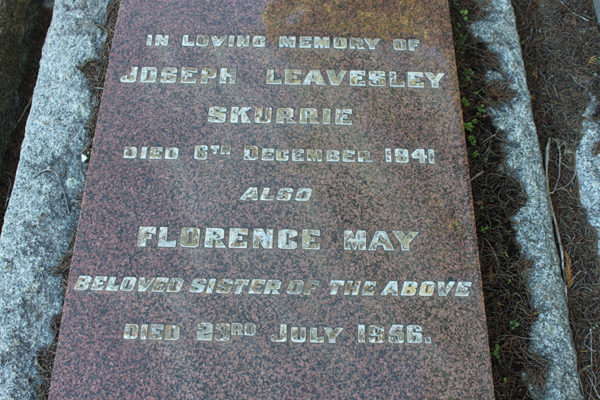 IN LOVING MEMORY OF
JOSEPH LEAVESLEY
SKURRIE
DIED 6TH DECEMBER 1941
ALSO
FLORENCE MAY
BELOVED SISTER OF THE ABOVE
DIED 23RD JULY 1956.